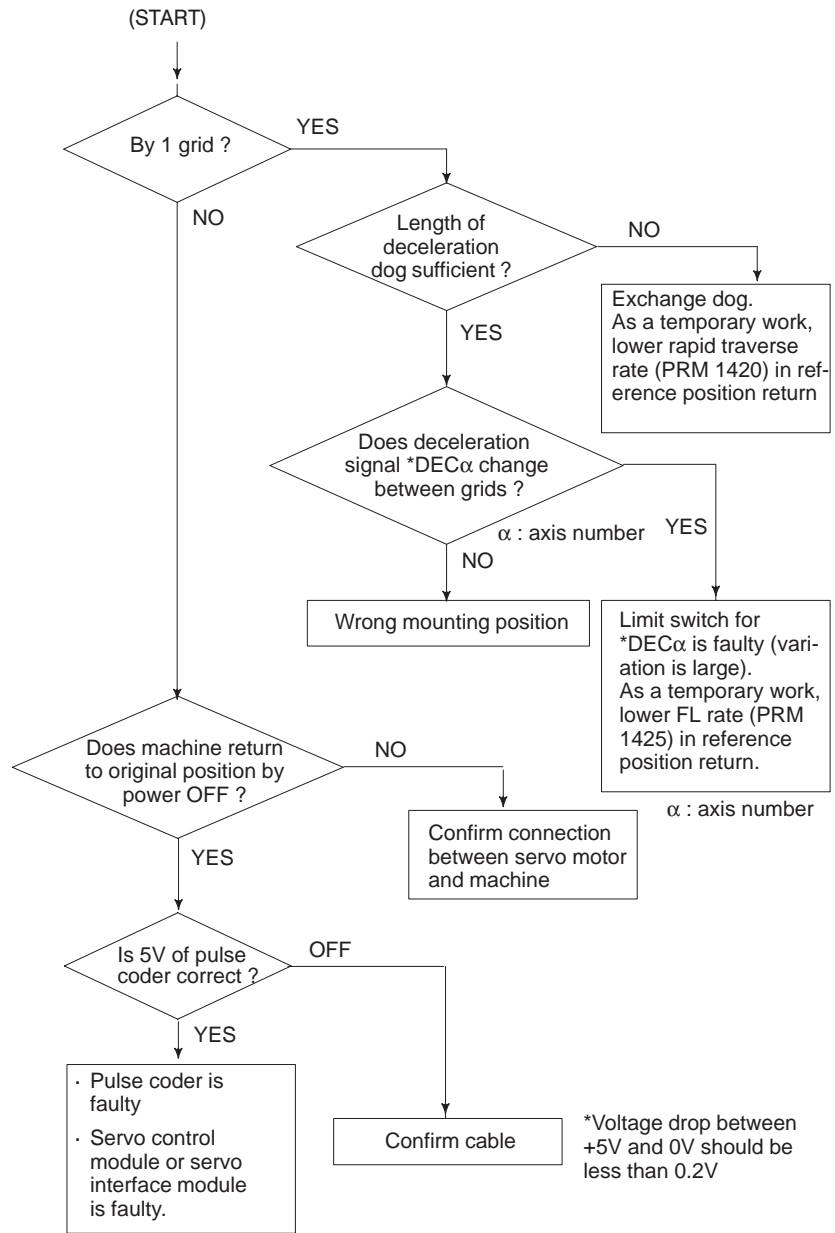 (START)
By 1 grid ?
YES
NO
Length of
deceleration
dog sufficient ?
NO
YES
Exchange dog.
As a temporary work,
lower rapid traverse
rate (PRM 1420) in ref-
erence position return
Does deceleration
signal *DECα change
between grids ?
α : axis number
YES
NO
Wrong mounting position
Limit switch for
*DECα is faulty (vari-
ation is large).
As a temporary work,
lower FL rate (PRM
1425) in reference
position return.
α : axis number
Does machine return
to original position by
power OFF ?
NO
YES
Confirm connection
between servo motor
and machine
Is 5V of pulse
coder correct ?
OFF
YES
· Pulse coder is
faulty
· Servo control
module or servo
interface module
is faulty.
Confirm cable
*Voltage drop between
+5V and 0V should be
less than 0.2V